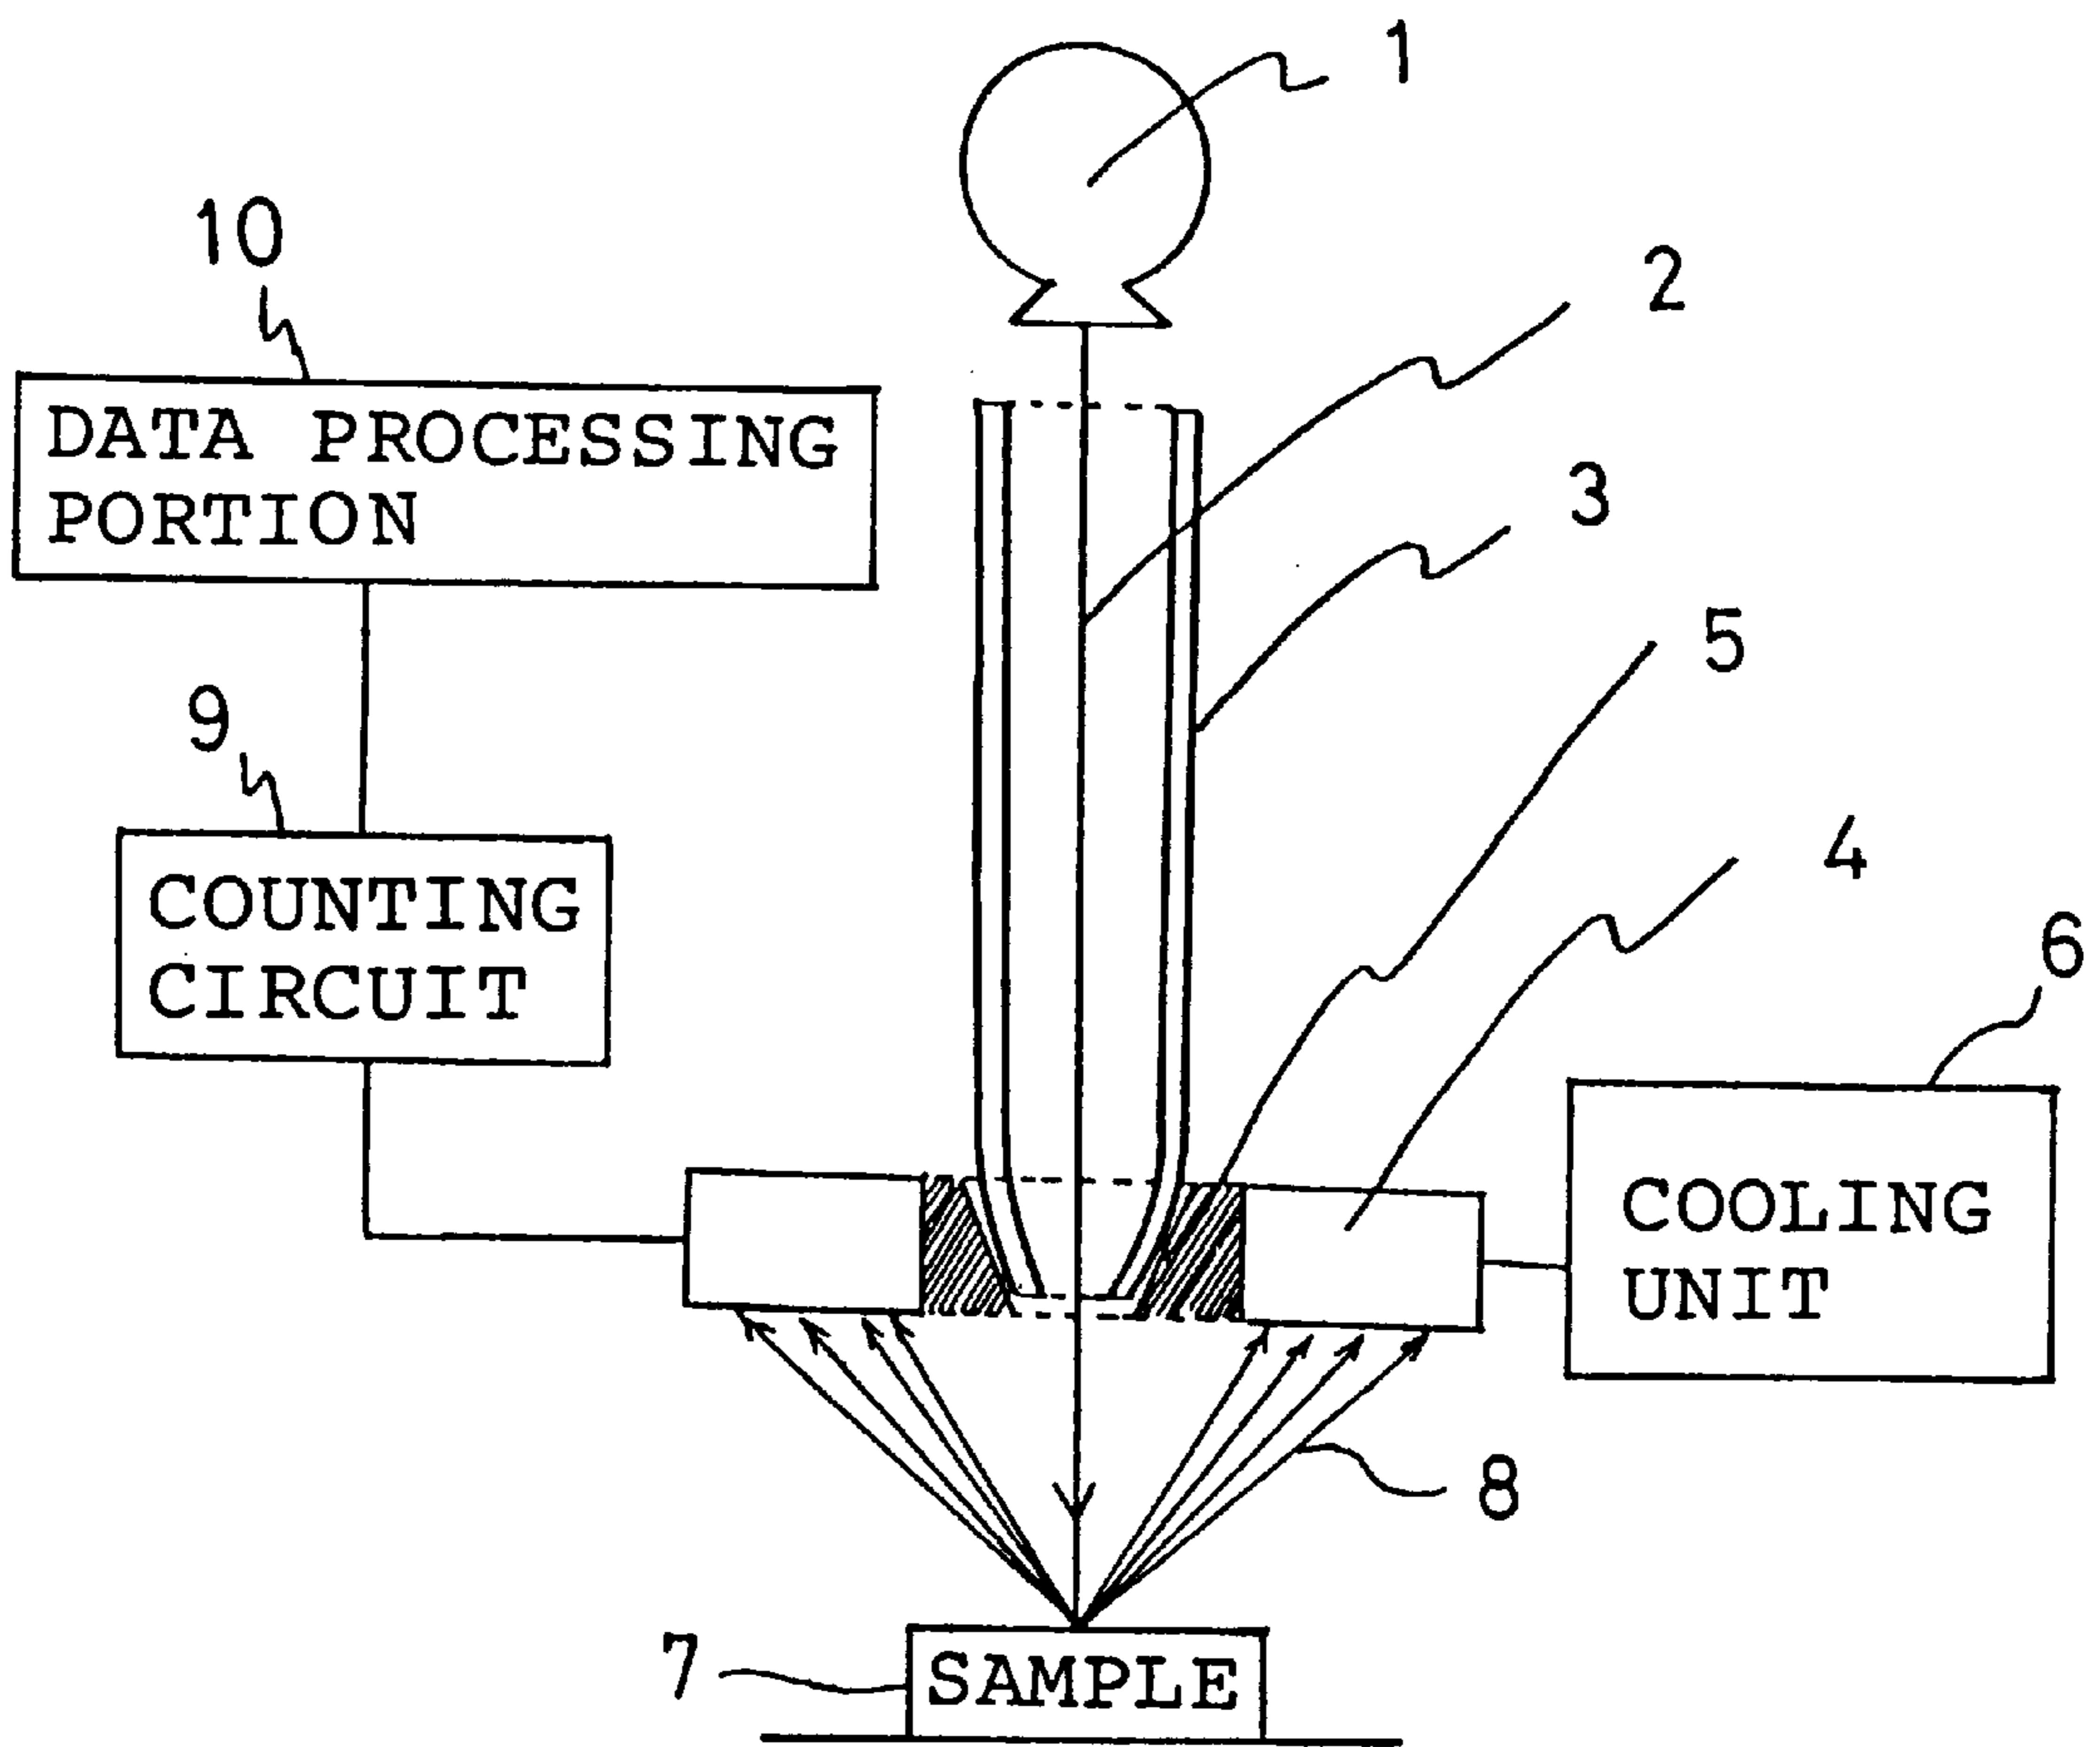 1
2
3
5
4
6
10
DATA PROCESSING
PORTION
9
COUNTING
CIRCUIT
COOLING
UNIT
8
7
SAMPLE